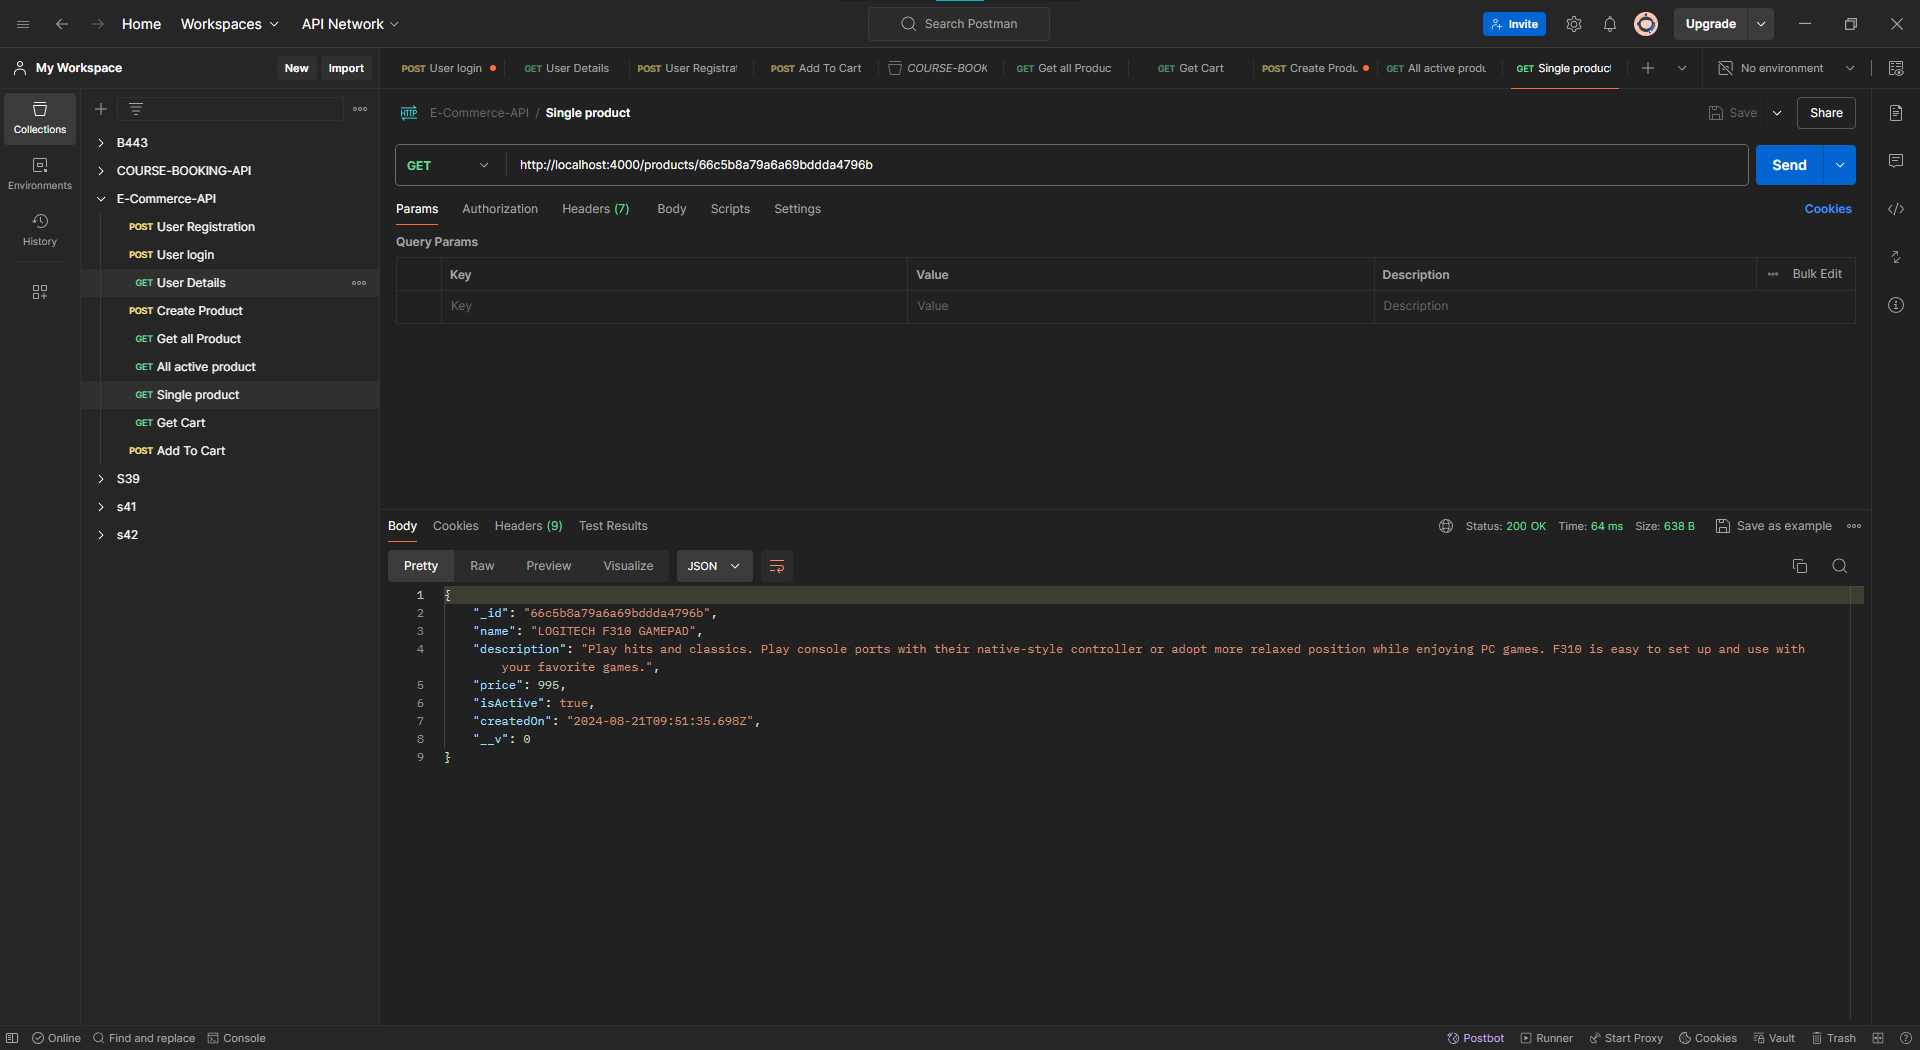 Home
Workspaces
API Network
Search Postman
Invite
Upgrade
My Workspace
New
Import
POST User login
GET User Details
POST User Registrat
POST Add To Cart
COURSE-BOOK
GET Get all Produc
GET Get Cart
POST Create Produ
GET All active produ
GET Single product
No environment
Collections
Environments
History
B443
COURSE-BOOKING-API
E-Commerce-API
POST User Registration
POST User login
GET User Details
POST Create Product
GET Get all Product
GET All active product
GET Single product
GET Get Cart
POST Add To Cart
S39
s41
s42
HTTP
E-Commerce-API / Single product
Save
Share
GET
http://localhost:4000/products/66c5b8a79a6a69bddda4796b
Send
Params
Authorization
Headers (7)
Body
Scripts
Settings
Cookies
Query Params
Key
Value
Description
Bulk Edit
Key
Value
Description
Body
Cookies
Headers (9)
Test Results
Status: 200 OK
Time: 64 ms
Size: 638 B
Save as example
Pretty
Raw
Preview
Visualize
JSON
1 {
2 "_id": "66c5b8a79a6a69bddda4796b",
3 "name": "LOGITECH F310 GAMEPAD",
4 "description": "Play hits and classics. Play console ports with their native-style controller or adopt more relaxed position while enjoying PC games. F310 is easy to set up and use with
your favorite games.",
5 "price": 995,
6 "isActive": true,
7 "createdOn": "2024-08-21T09:51:35.698Z",
8 "__v": 0
9 }
Online
Find and replace
Console
Postbot
Runner
Start Proxy
Cookies
Vault
Trash